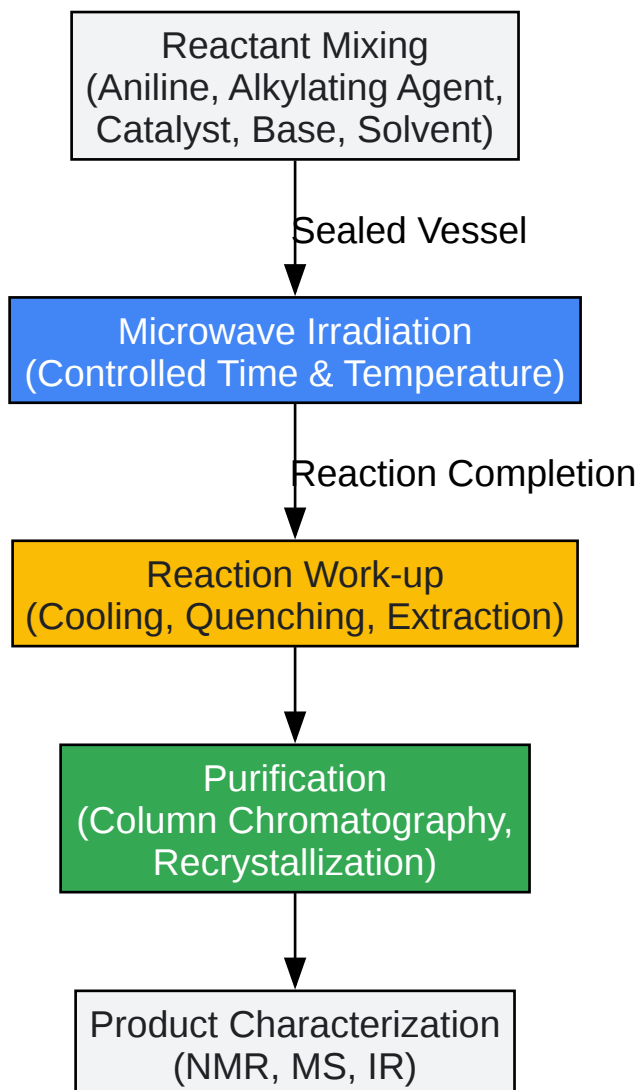 Reactant Mixing
(Aniline, Alkylating Agent,
Catalyst, Base, Solvent)
Sealed Vessel
Microwave Irradiation
(Controlled Time & Temperature)
Reaction Completion
Reaction Work-up
(Cooling, Quenching, Extraction)
Purification
(Column Chromatography,
Recrystallization)
Product Characterization
(NMR, MS, IR)